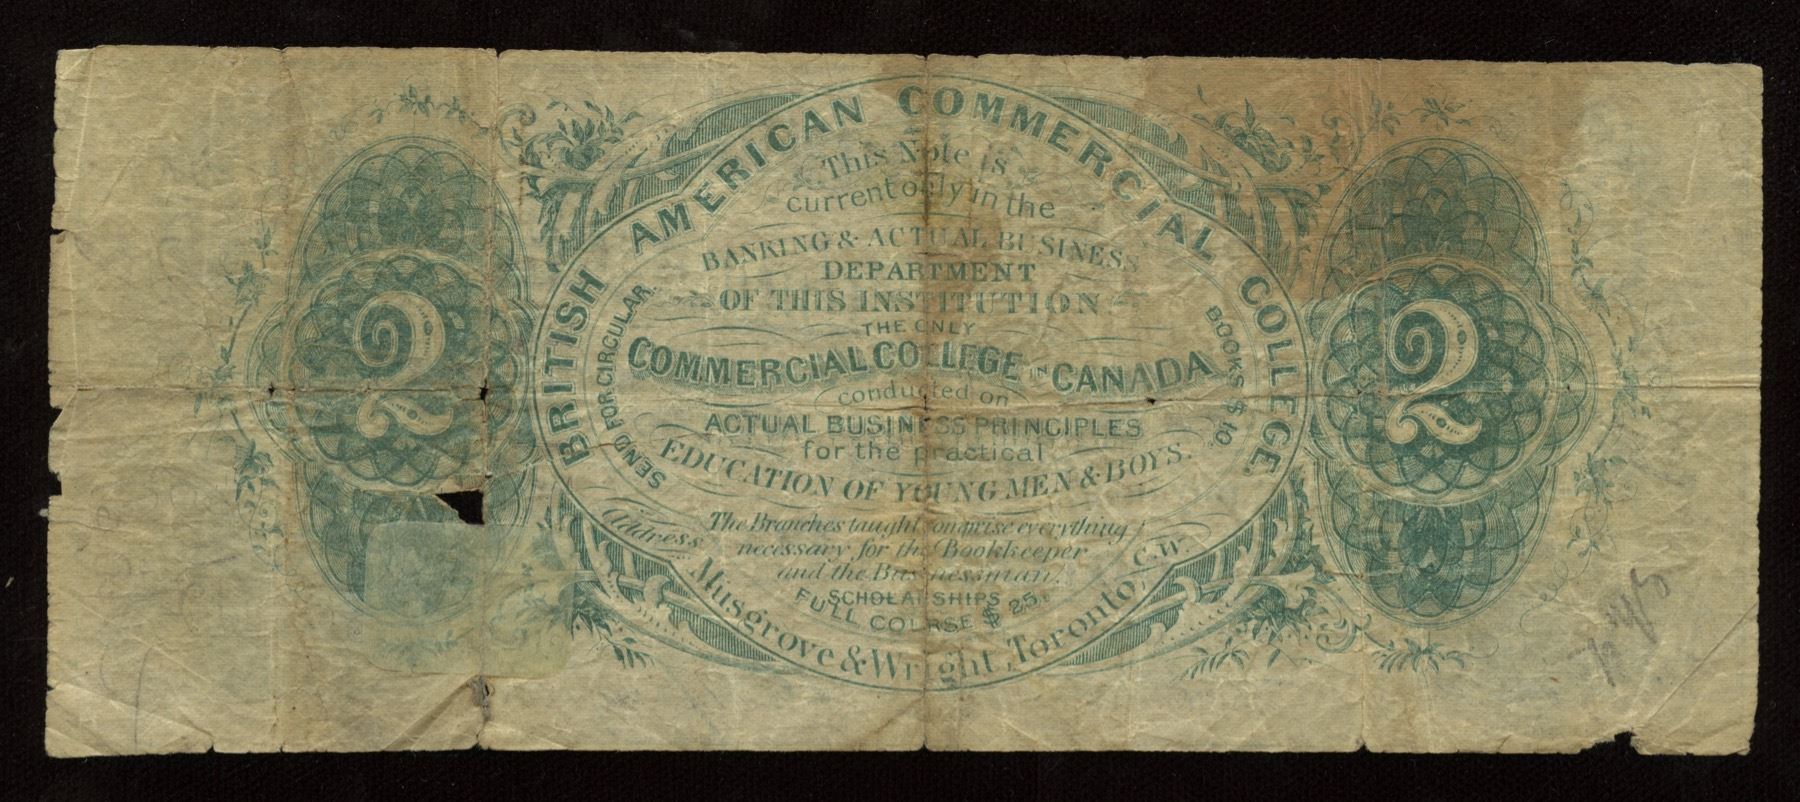 BRITISH AMERICAN COMMERCIAL COLLEGE.
This Note is
current only in the
BANKING & ACTUAL BUSINESS
DEPARTMENT
OF THIS INSTITUTION
THE ONLY
COMMERCIAL COLLEGE IN CANADA
conducted on
ACTUAL BUSINESS PRINCIPLES
for the practical
EDUCATION OF YOUNG MEN & BOYS.
The Branches taught comprise everything
necessary for the Bookkeeper
and the Businessman.
SCHOLARSHIPS
FULL COURSE $25.
SEND FOR CIRCULAR.
BOOKS $10
Address
Musgrove & Wright, Toronto, C.W.
2
2